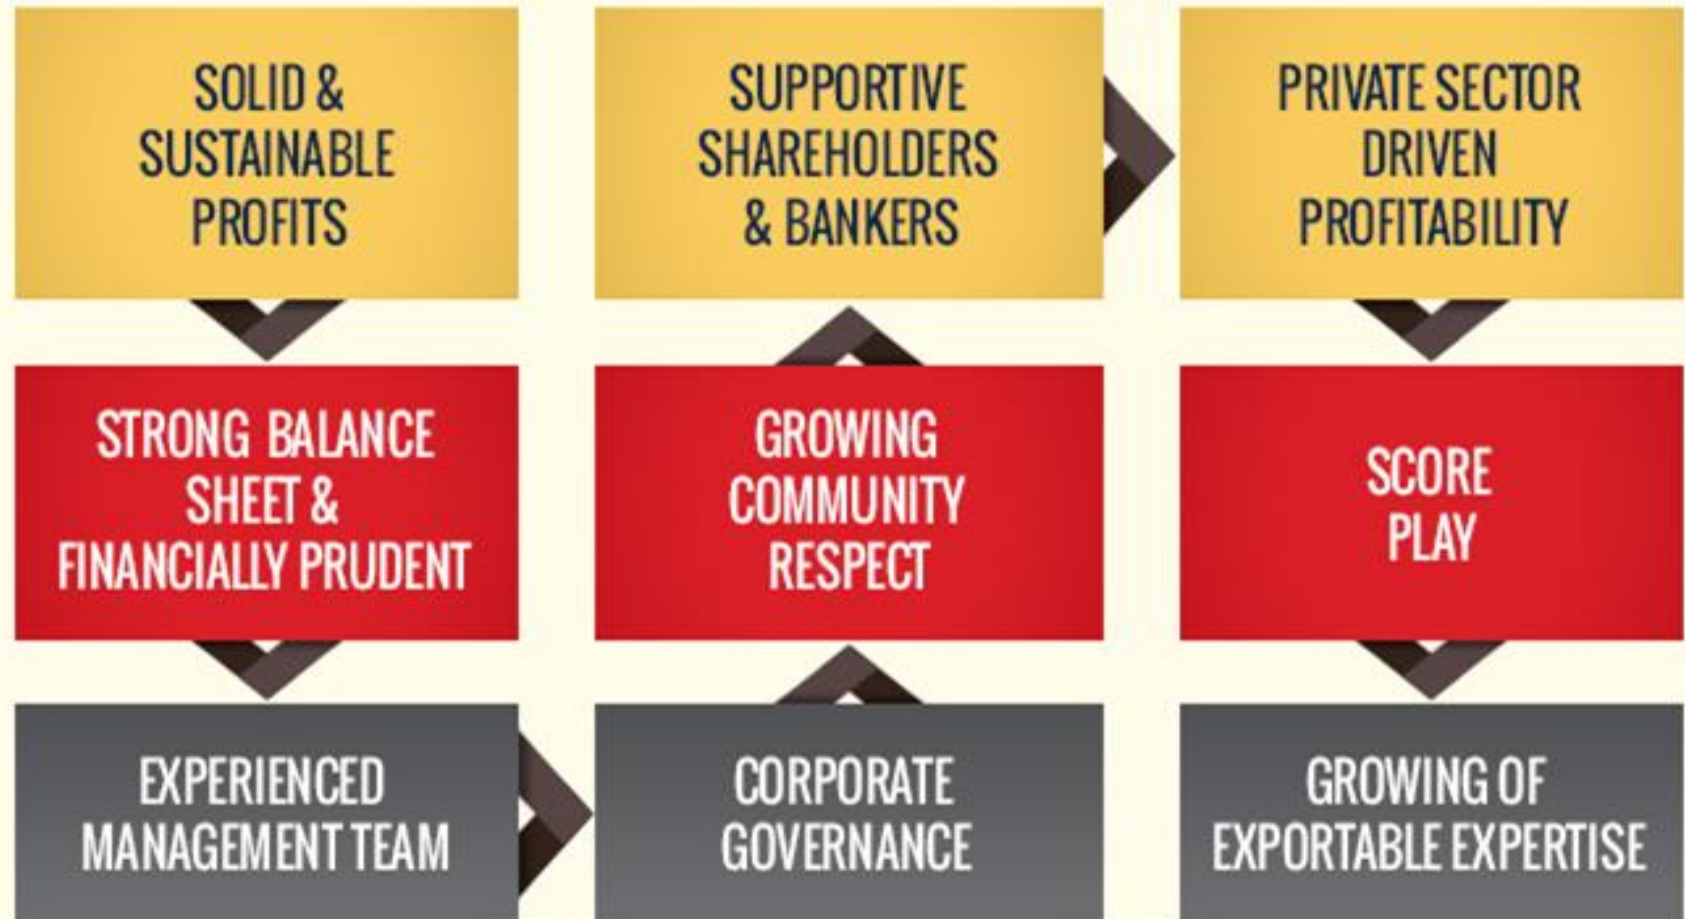 SOLID &
SUSTAINABLE
PROFITS
SUPPORTIVE
SHAREHOLDERS
& BANKERS
PRIVATE SECTOR
DRIVEN
PROFITABILITY
STRONG BALANCE
SHEET &
FINANCIALLY PRUDENT
GROWING
COMMUNITY
RESPECT
SCORE
PLAY
EXPERIENCED
MANAGEMENT TEAM
CORPORATE
GOVERNANCE
GROWING OF
EXPORTABLE EXPERTISE